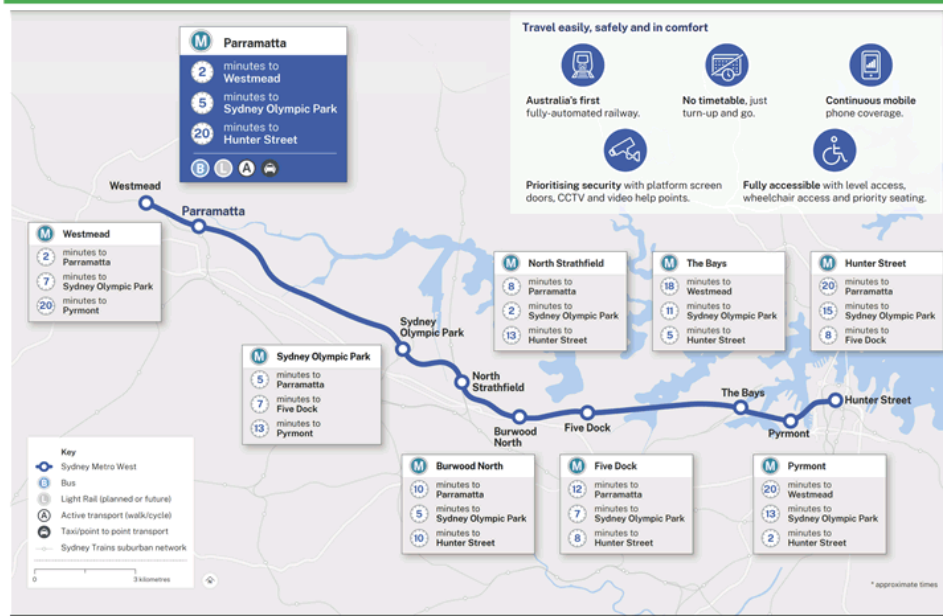 Travel easily, safely and in comfort
Australia's first
fully-automated railway.
No timetable, just
turn-up and go.
Continuous mobile
phone coverage.
Prioritising security with platform screen
doors, CCTV and video help points.
Fully accessible with level access,
wheelchair access and priority seating.
M Parramatta
2 minutes to
Westmead
5 minutes to
Sydney Olympic Park
20 minutes to
Hunter Street
B L A
Westmead
Parramatta
Sydney
Olympic Park
North
Strathfield
Burwood
North
Five Dock
The Bays
Pyrmont
Hunter Street
M Westmead
2 minutes to
Parramatta
7 minutes to
Sydney Olympic Park
20 minutes to
Pyrmont
M Sydney Olympic Park
5 minutes to
Parramatta
7 minutes to
Five Dock
13 minutes to
Pyrmont
M North Strathfield
8 minutes to
Parramatta
2 minutes to
Sydney Olympic Park
13 minutes to
Hunter Street
M The Bays
18 minutes to
Westmead
11 minutes to
Sydney Olympic Park
5 minutes to
Hunter Street
M Hunter Street
20 minutes to
Parramatta
15 minutes to
Sydney Olympic Park
8 minutes to
Five Dock
M Burwood North
10 minutes to
Parramatta
5 minutes to
Sydney Olympic Park
10 minutes to
Hunter Street
M Five Dock
12 minutes to
Parramatta
7 minutes to
Sydney Olympic Park
8 minutes to
Hunter Street
M Pyrmont
20 minutes to
Westmead
13 minutes to
Sydney Olympic Park
2 minutes to
Hunter Street
Key
Sydney Metro West
B Bus
L Light Rail (planned or future)
A Active transport (walk/cycle)
Taxi/point to point transport
Sydney Trains suburban network
0 3 kilometres
* approximate times